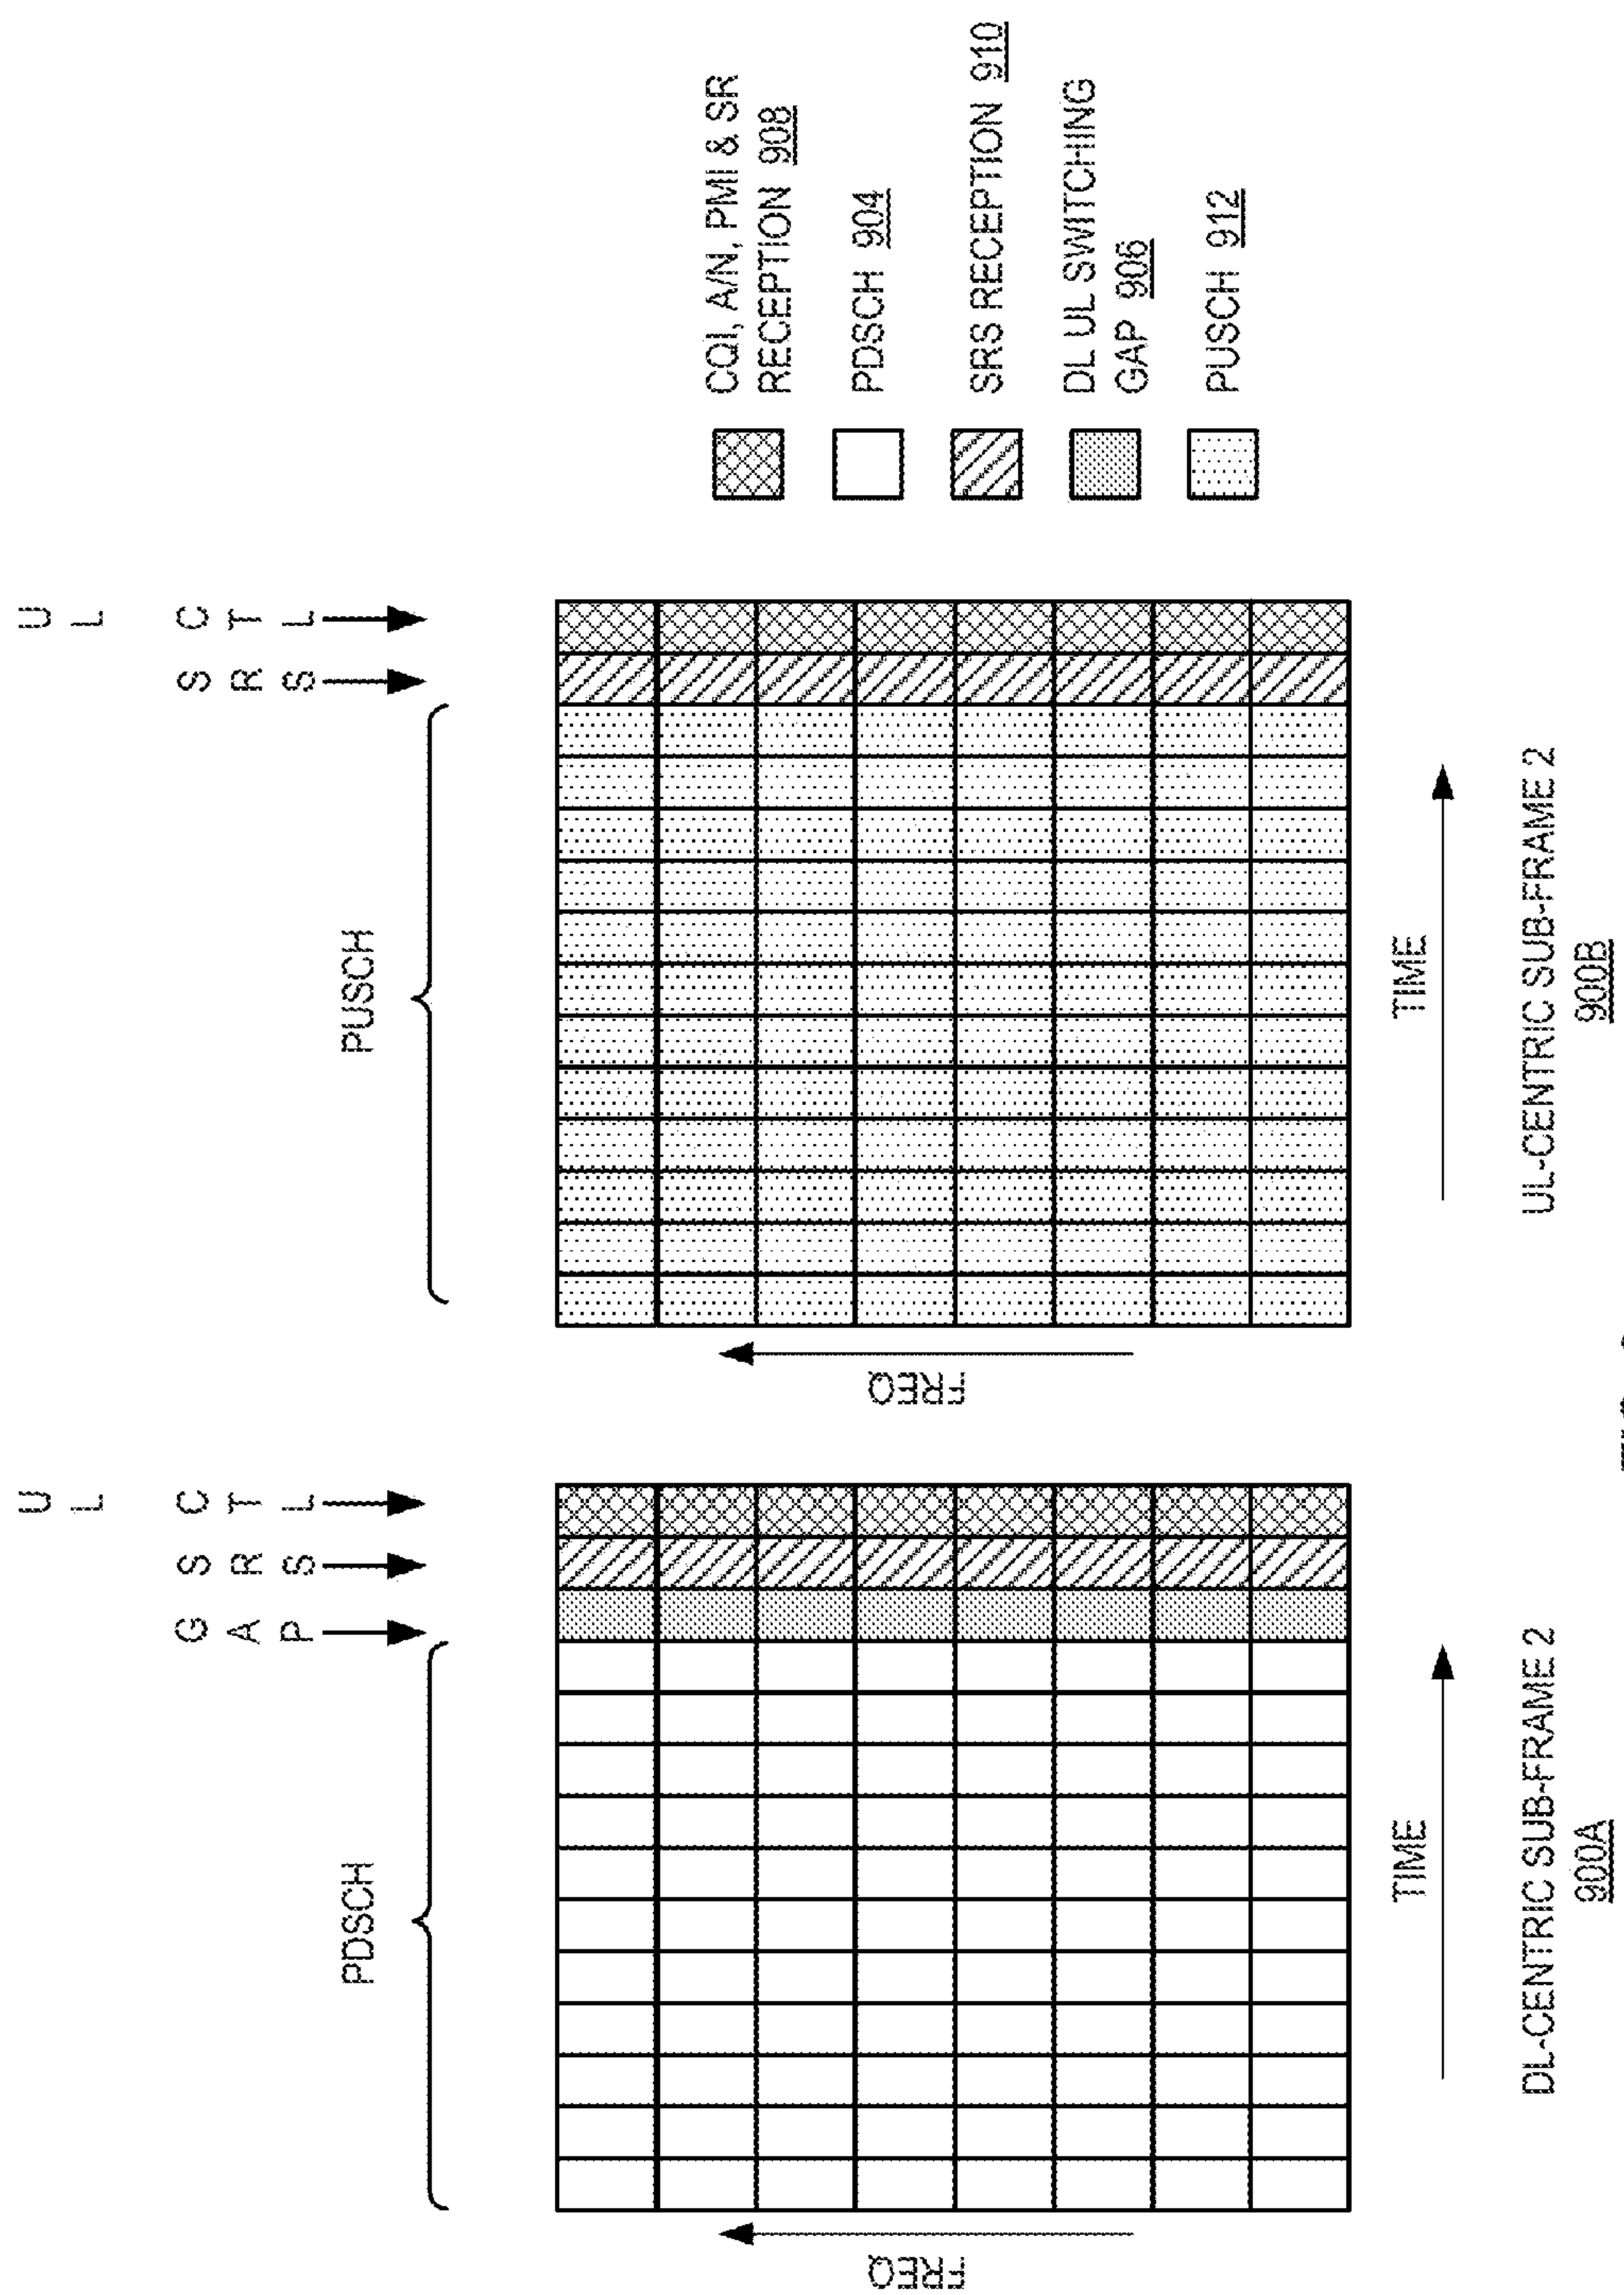 U
L
C
T
L
S
R
S
G
A
P
PDSCH
FREQ
TIME
DL-CENTRIC SUB-FRAME 2
900A
U
L
C
T
L
S
R
S
PUSCH
FREQ
TIME
UL-CENTRIC SUB-FRAME 2
900B
CQI, A/N, PMI & SR
RECEPTION 908
PDSCH 904
SRS RECEPTION 910
DL UL SWITCHING
GAP 906
PUSCH 912